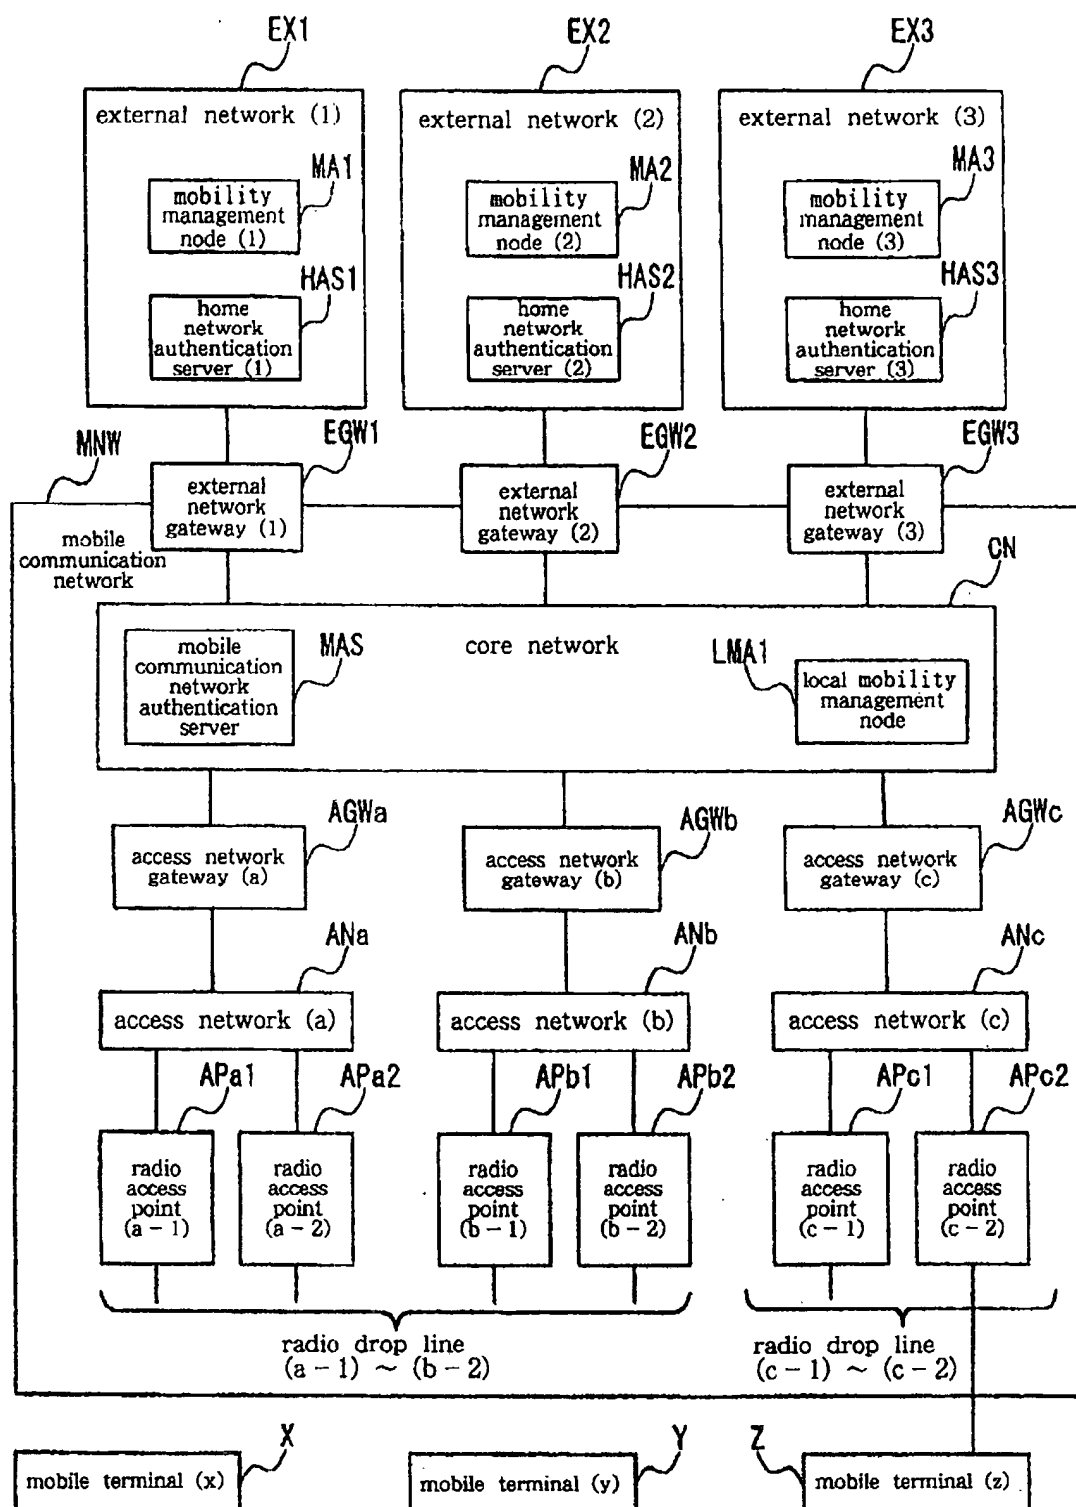 EX1
EX2
EX3
external network (1)
external network (2)
external network (3)
MA1
MA2
MA3
mobility
management
node (1)
mobility
management
node (2)
mobility
management
node (3)
HAS1
HAS2
HAS3
home
network
authentication
server (1)
home
network
authentication
server (2)
home
network
authentication
server (3)
MNW
EGW1
EGW2
EGW3
external
network
gateway (1)
external
network
gateway (2)
external
network
gateway (3)
mobile
communication
network
CN
mobile
communication
network
authentication
server
MAS
core network
LMA1
local mobility
management
node
AGWa
AGWb
AGWc
access network
gateway (a)
access network
gateway (b)
access network
gateway (c)
ANa
ANb
ANc
access network (a)
access network (b)
access network (c)
APa1
APa2
APb1
APb2
APc1
APc2
radio
access
point
(a-1)
radio
access
point
(a-2)
radio
access
point
(b-1)
radio
access
point
(b-2)
radio
access
point
(c-1)
radio
access
point
(c-2)
radio drop line
(a-1) ~ (b-2)
radio drop line
(c-1) ~ (c-2)
X
Y
Z
mobile terminal (x)
mobile terminal (y)
mobile terminal (z)